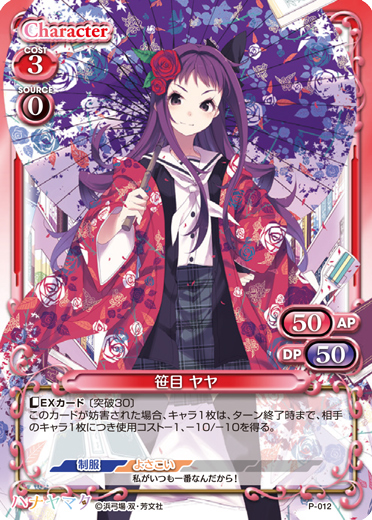 Character
COST
3
SOURCE
0
50 AP
DP 50
笹目 ヤヤ
EXカード〔突破30〕
このカードが妨害された場合、キャラ1枚は、ターン終了時まで、相手
のキャラ1枚につき使用コスト−1、−10/−10を得る。
制服 よさこい
私がいつも一番なんだから!
ハナヤマタ
©浜弓場 双・芳文社
P-012